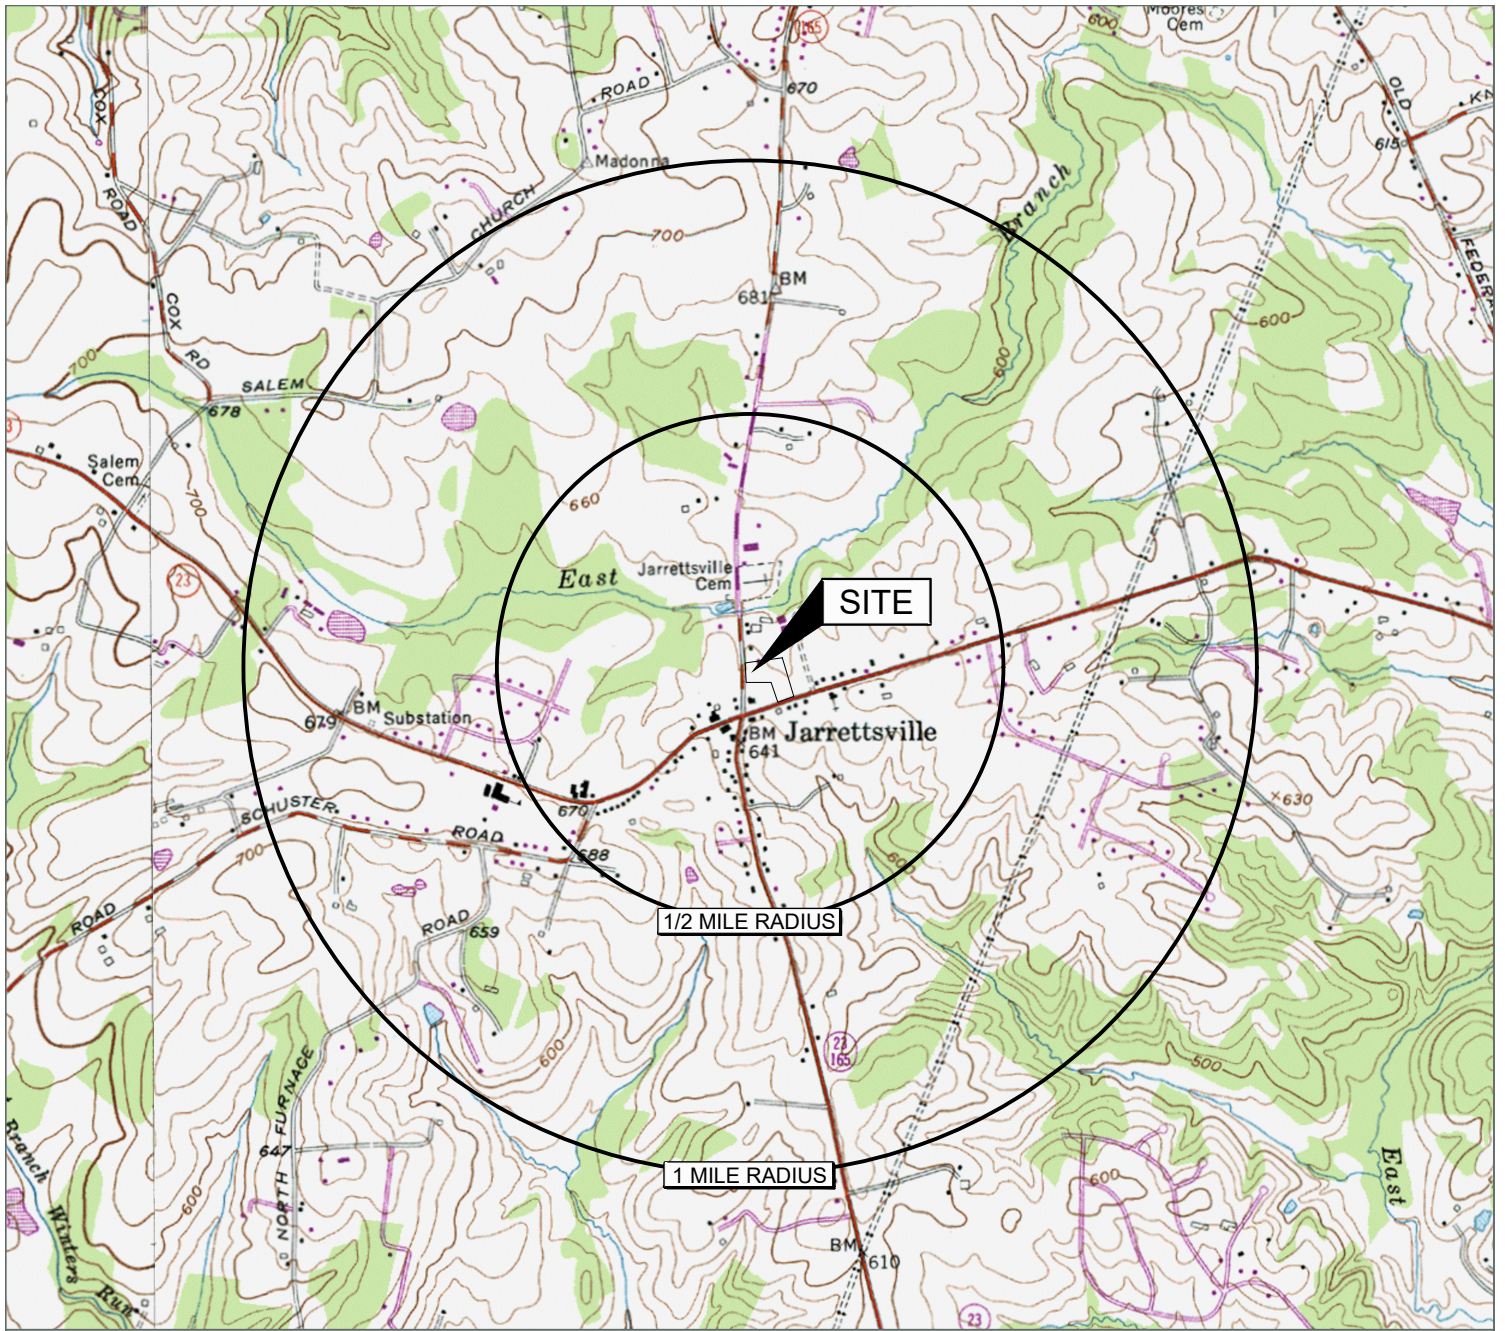 Moores
Cem
600
165
OLD
COX
ROAD
670
KA
615
Madonna
Branch
ROAD
CHURCH
700
FEDERA
BM
681
COX
600
700
RD
600
SALEM
678
3
Salem
Cem
700
660
23
East
Jarrettsville
Cem
SITE
BM
679
Substation
BM
641
Jarrettsville
630
SCHUSTER
670
ROAD
700
688
600
ROAD
ROAD
659
1/2 MILE RADIUS
23
165
600
500
NORTH FURNACE
Branch
647
East
1 MILE RADIUS
600
600
Winters
Run
BM
610
23